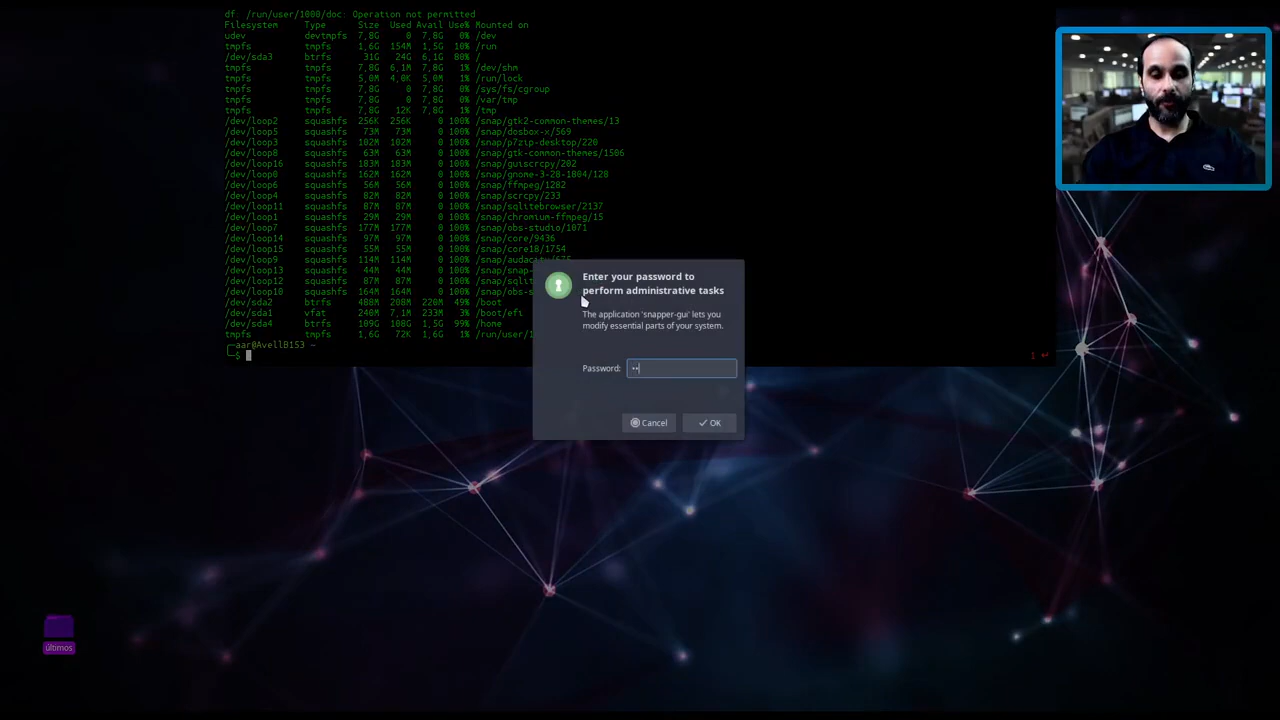 df: /run/user/1000/doc: Operation not permitted
Filesystem Type Size Used Avail Use% Mounted on
udev devtmpfs 7,8G 0 7,8G 0% /dev
tmpfs tmpfs 1,6G 154M 1,5G 10% /run
/dev/sda3 btrfs 31G 24G 6,1G 80% /
tmpfs tmpfs 7,8G 6,1M 7,8G 1% /dev/shm
tmpfs tmpfs 5,0M 4,0K 5,0M 1% /run/lock
tmpfs tmpfs 7,8G 0 7,8G 0% /sys/fs/cgroup
tmpfs tmpfs 7,8G 0 7,8G 0% /var/tmp
tmpfs tmpfs 7,8G 12K 7,8G 1% /tmp
/dev/loop2 squashfs 256K 256K 0 100% /snap/gtk2-common-themes/13
/dev/loop5 squashfs 73M 73M 0 100% /snap/dosbox-x/569
/dev/loop3 squashfs 102M 102M 0 100% /snap/p7zip-desktop/220
/dev/loop8 squashfs 63M 63M 0 100% /snap/gtk-common-themes/1506
/dev/loop16 squashfs 183M 183M 0 100% /snap/guiscrcpy/202
/dev/loop0 squashfs 162M 162M 0 100% /snap/gnome-3-28-1804/128
/dev/loop6 squashfs 56M 56M 0 100% /snap/ffmpeg/1282
/dev/loop4 squashfs 82M 82M 0 100% /snap/scrcpy/233
/dev/loop11 squashfs 87M 87M 0 100% /snap/sqlitebrowser/2137
/dev/loop1 squashfs 29M 29M 0 100% /snap/chromium-ffmpeg/15
/dev/loop7 squashfs 177M 177M 0 100% /snap/obs-studio/1071
/dev/loop14 squashfs 97M 97M 0 100% /snap/core/9436
/dev/loop15 squashfs 55M 55M 0 100% /snap/core18/1754
/dev/loop9 squashfs 114M 114M 0 100% /snap/audacity/675
/dev/loop13 squashfs 44M 44M 0 100% /snap/snap-
/dev/loop12 squashfs 87M 87M 0 100% /snap/sqlit
/dev/loop10 squashfs 164M 164M 0 100% /snap/obs-s
/dev/sda2 btrfs 488M 208M 220M 49% /boot
/dev/sda1 vfat 240M 7,1M 233M 3% /boot/efi
/dev/sda4 btrfs 109G 108G 1,5G 99% /home
tmpfs tmpfs 1,6G 72K 1,6G 1% /run/user/1
aar@AvellB153 ~
$
1 ↵
Enter your password to
perform administrative tasks
The application 'snapper-gui' lets you
modify essential parts of your system.
Password: ••
Cancel OK
últimos